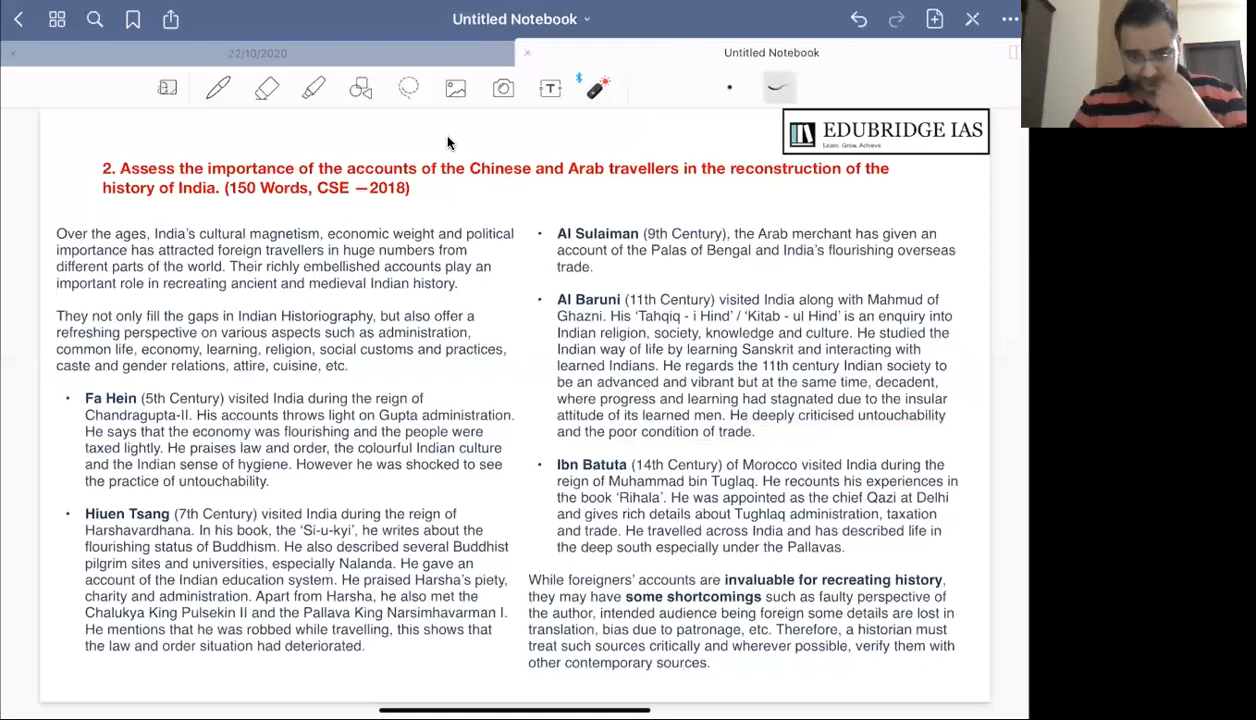 Untitled Notebook
22/10/2020
Untitled Notebook
T
EDUBRIDGE IAS
Learn, Grow, Achieve
2. Assess the importance of the accounts of the Chinese and Arab travellers in the reconstruction of the
history of India. (150 Words, CSE —2018)
Over the ages, India's cultural magnetism, economic weight and political
importance has attracted foreign travellers in huge numbers from
different parts of the world. Their richly embellished accounts play an
important role in recreating ancient and medieval Indian history.
They not only fill the gaps in Indian Historiography, but also offer a
refreshing perspective on various aspects such as administration,
common life, economy, learning, religion, social customs and practices,
caste and gender relations, attire, cuisine, etc.
• Fa Hein (5th Century) visited India during the reign of
Chandragupta-II. His accounts throws light on Gupta administration.
He says that the economy was flourishing and the people were
taxed lightly. He praises law and order, the colourful Indian culture
and the Indian sense of hygiene. However he was shocked to see
the practice of untouchability.
• Hiuen Tsang (7th Century) visited India during the reign of
Harshavardhana. In his book, the 'Si-u-kyi', he writes about the
flourishing status of Buddhism. He also described several Buddhist
pilgrim sites and universities, especially Nalanda. He gave an
account of the Indian education system. He praised Harsha's piety,
charity and administration. Apart from Harsha, he also met the
Chalukya King Pulsekin II and the Pallava King Narsimhavarman I.
He mentions that he was robbed while travelling, this shows that
the law and order situation had deteriorated.
• Al Sulaiman (9th Century), the Arab merchant has given an
account of the Palas of Bengal and India's flourishing overseas
trade.
• Al Baruni (11th Century) visited India along with Mahmud of
Ghazni. His 'Tahqiq - i Hind' / 'Kitab - ul Hind' is an enquiry into
Indian religion, society, knowledge and culture. He studied the
Indian way of life by learning Sanskrit and interacting with
learned Indians. He regards the 11th century Indian society to
be an advanced and vibrant but at the same time, decadent,
where progress and learning had stagnated due to the insular
attitude of its learned men. He deeply criticised untouchability
and the poor condition of trade.
• Ibn Batuta (14th Century) of Morocco visited India during the
reign of Muhammad bin Tuglaq. He recounts his experiences in
the book 'Rihala'. He was appointed as the chief Qazi at Delhi
and gives rich details about Tughlaq administration, taxation
and trade. He travelled across India and has described life in
the deep south especially under the Pallavas.
While foreigners' accounts are invaluable for recreating history,
they may have some shortcomings such as faulty perspective of
the author, intended audience being foreign some details are lost in
translation, bias due to patronage, etc. Therefore, a historian must
treat such sources critically and wherever possible, verify them with
other contemporary sources.